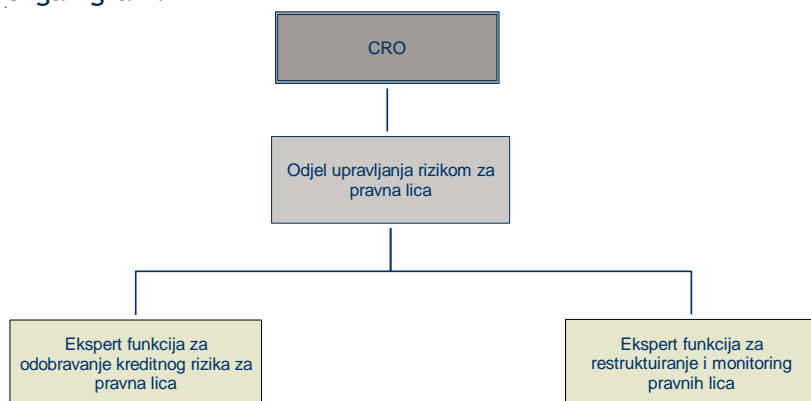 CRO
Odjel upravljanja rizikom za
pravna lica
Ekspert funkcija za
odobravanje kreditnog rizika za
pravna lica
Ekspert funkcija za
restruktuiranje i monitoring
pravnih lica